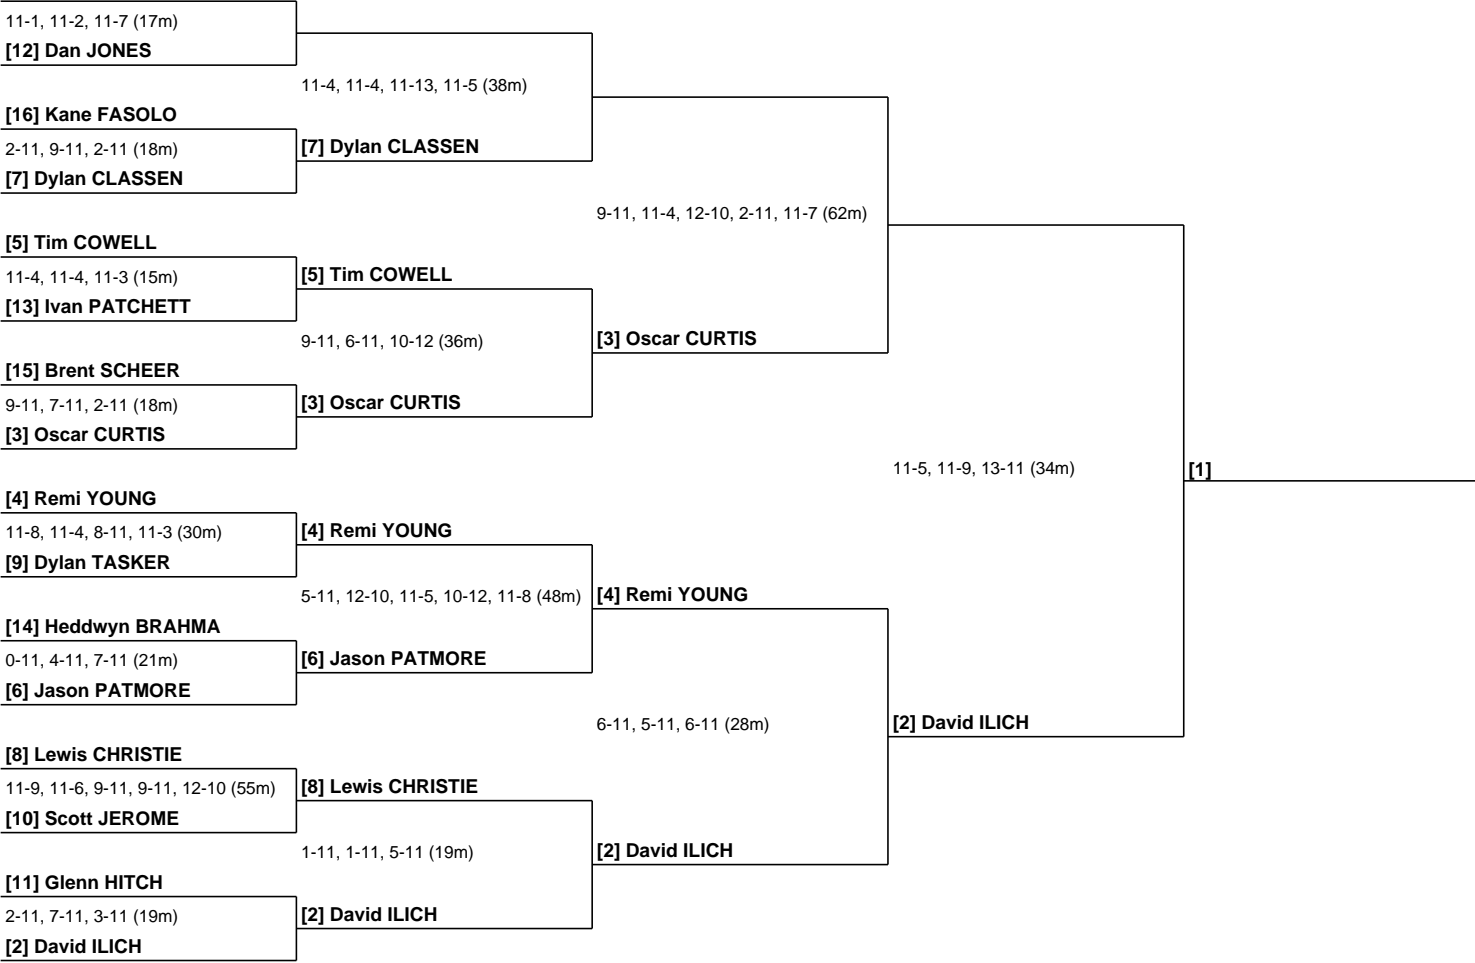 11-1, 11-2, 11-7 (17m)
[12] Dan JONES
11-4, 11-4, 11-13, 11-5 (38m)
[16] Kane FASOLO
2-11, 9-11, 2-11 (18m)
[7] Dylan CLASSEN
[7] Dylan CLASSEN
9-11, 11-4, 12-10, 2-11, 11-7 (62m)
[5] Tim COWELL
11-4, 11-4, 11-3 (15m)
[5] Tim COWELL
[13] Ivan PATCHETT
9-11, 6-11, 10-12 (36m)
[3] Oscar CURTIS
[15] Brent SCHEER
9-11, 7-11, 2-11 (18m)
[3] Oscar CURTIS
[3] Oscar CURTIS
11-5, 11-9, 13-11 (34m)
[1]
[4] Remi YOUNG
11-8, 11-4, 8-11, 11-3 (30m)
[4] Remi YOUNG
[9] Dylan TASKER
5-11, 12-10, 11-5, 10-12, 11-8 (48m)
[4] Remi YOUNG
[14] Heddwyn BRAHMA
0-11, 4-11, 7-11 (21m)
[6] Jason PATMORE
[6] Jason PATMORE
6-11, 5-11, 6-11 (28m)
[2] David ILICH
[8] Lewis CHRISTIE
11-9, 11-6, 9-11, 9-11, 12-10 (55m)
[8] Lewis CHRISTIE
[10] Scott JEROME
1-11, 1-11, 5-11 (19m)
[2] David ILICH
[11] Glenn HITCH
2-11, 7-11, 3-11 (19m)
[2] David ILICH
[2] David ILICH